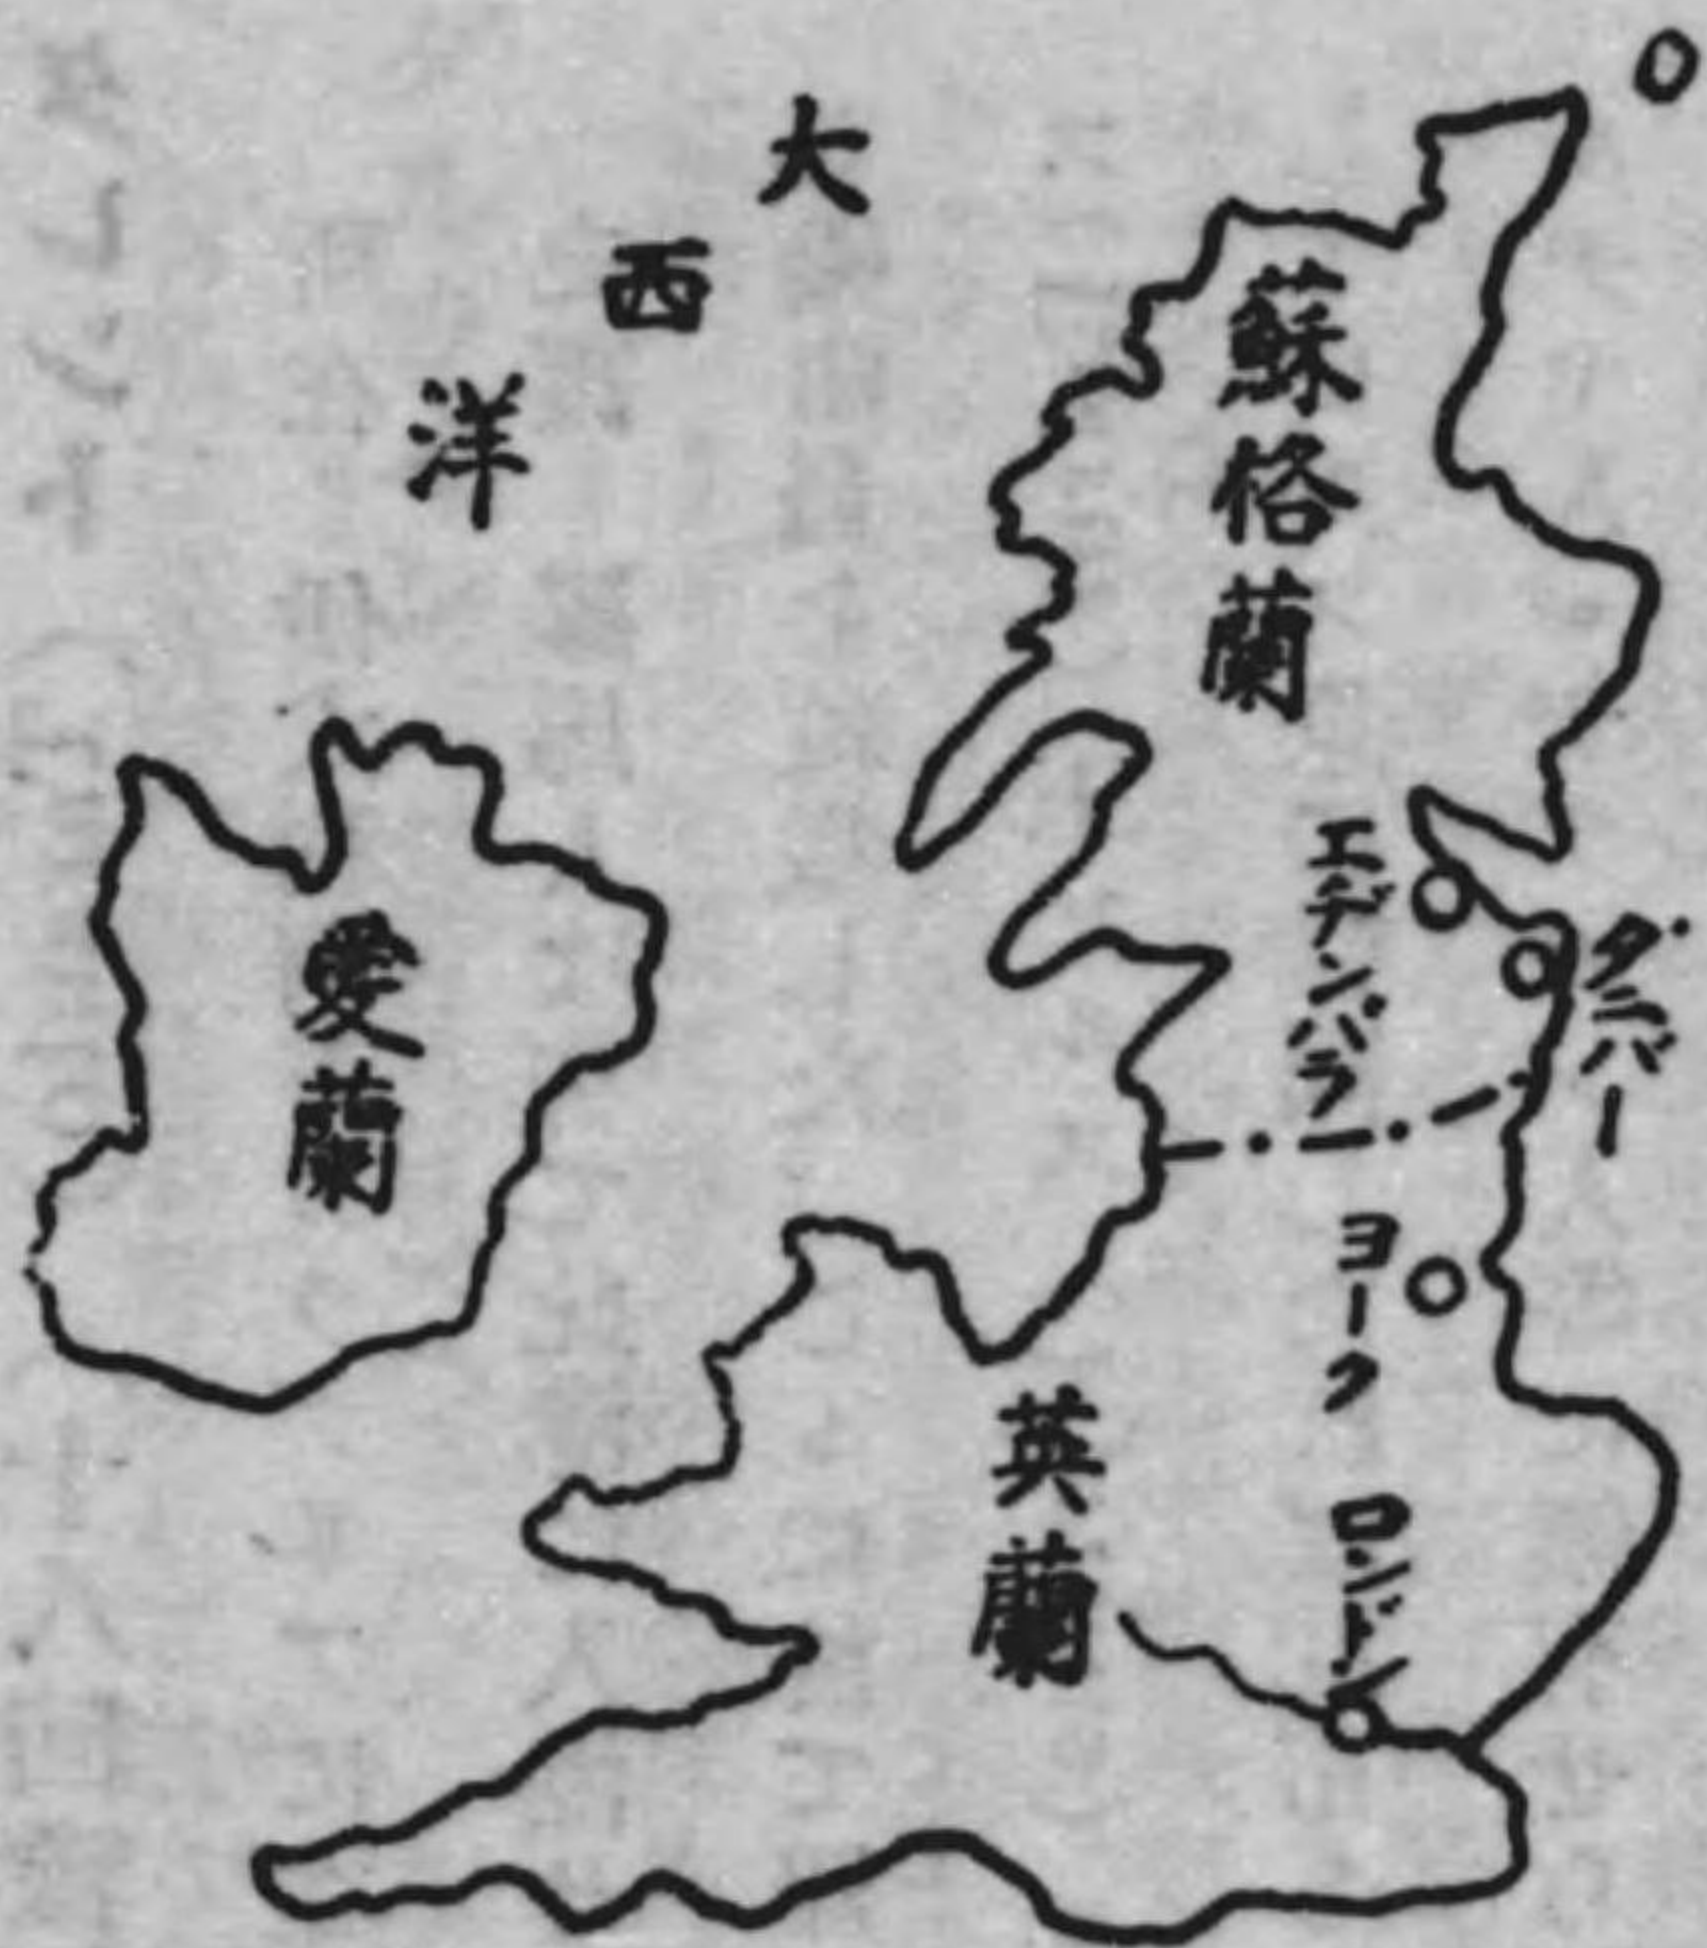 大西洋
蘇格蘭
エデンバラ
ダンバー
愛蘭
ヨーク
英蘭
ロンドン